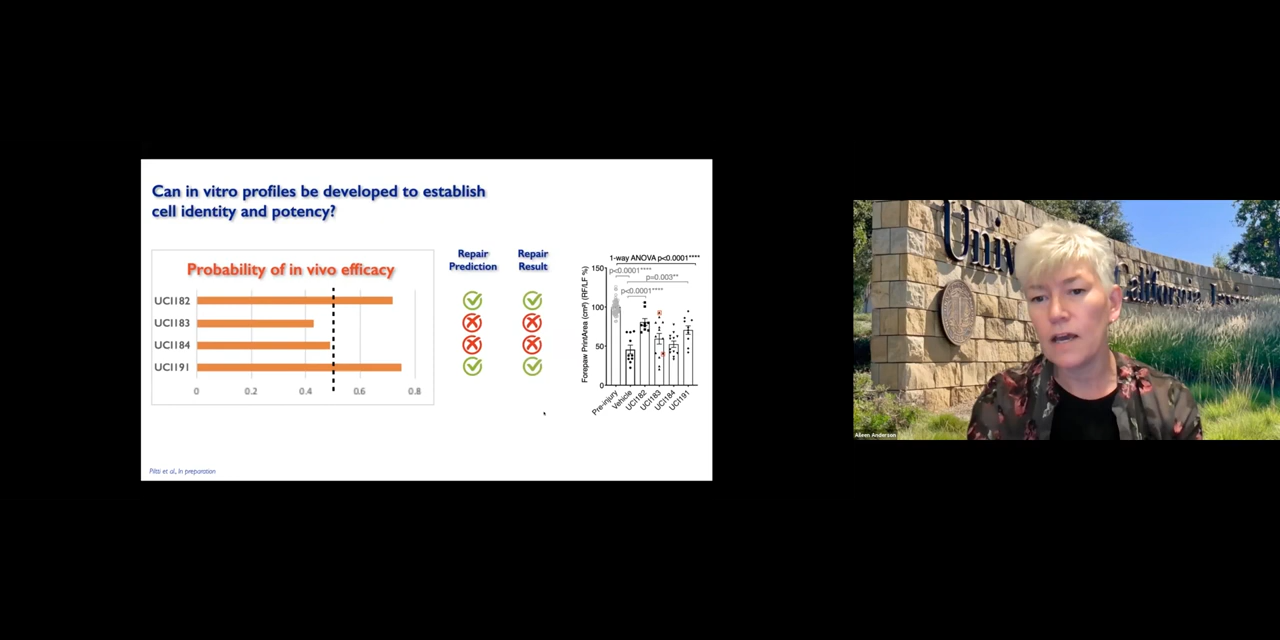 Can in vitro profiles be developed to establish
cell identity and potency?
Probability of in vivo efficacy
UCI182
UCI183
UCI184
UCI191
0 0.2 0.4 0.6 0.8
Repair
Prediction
Repair
Result
1-way ANOVA p<0.0001****
p<0.0001****
p=0.003**
p<0.0001****
Forepaw PrintArea (cm²) (RF/LF %)
150
100
50
0
Pre-injury
Vehicle
UCI182
UCI183
UCI184
UCI191
Piltti et al, In preparation
Univ
California
Aileen Anderson